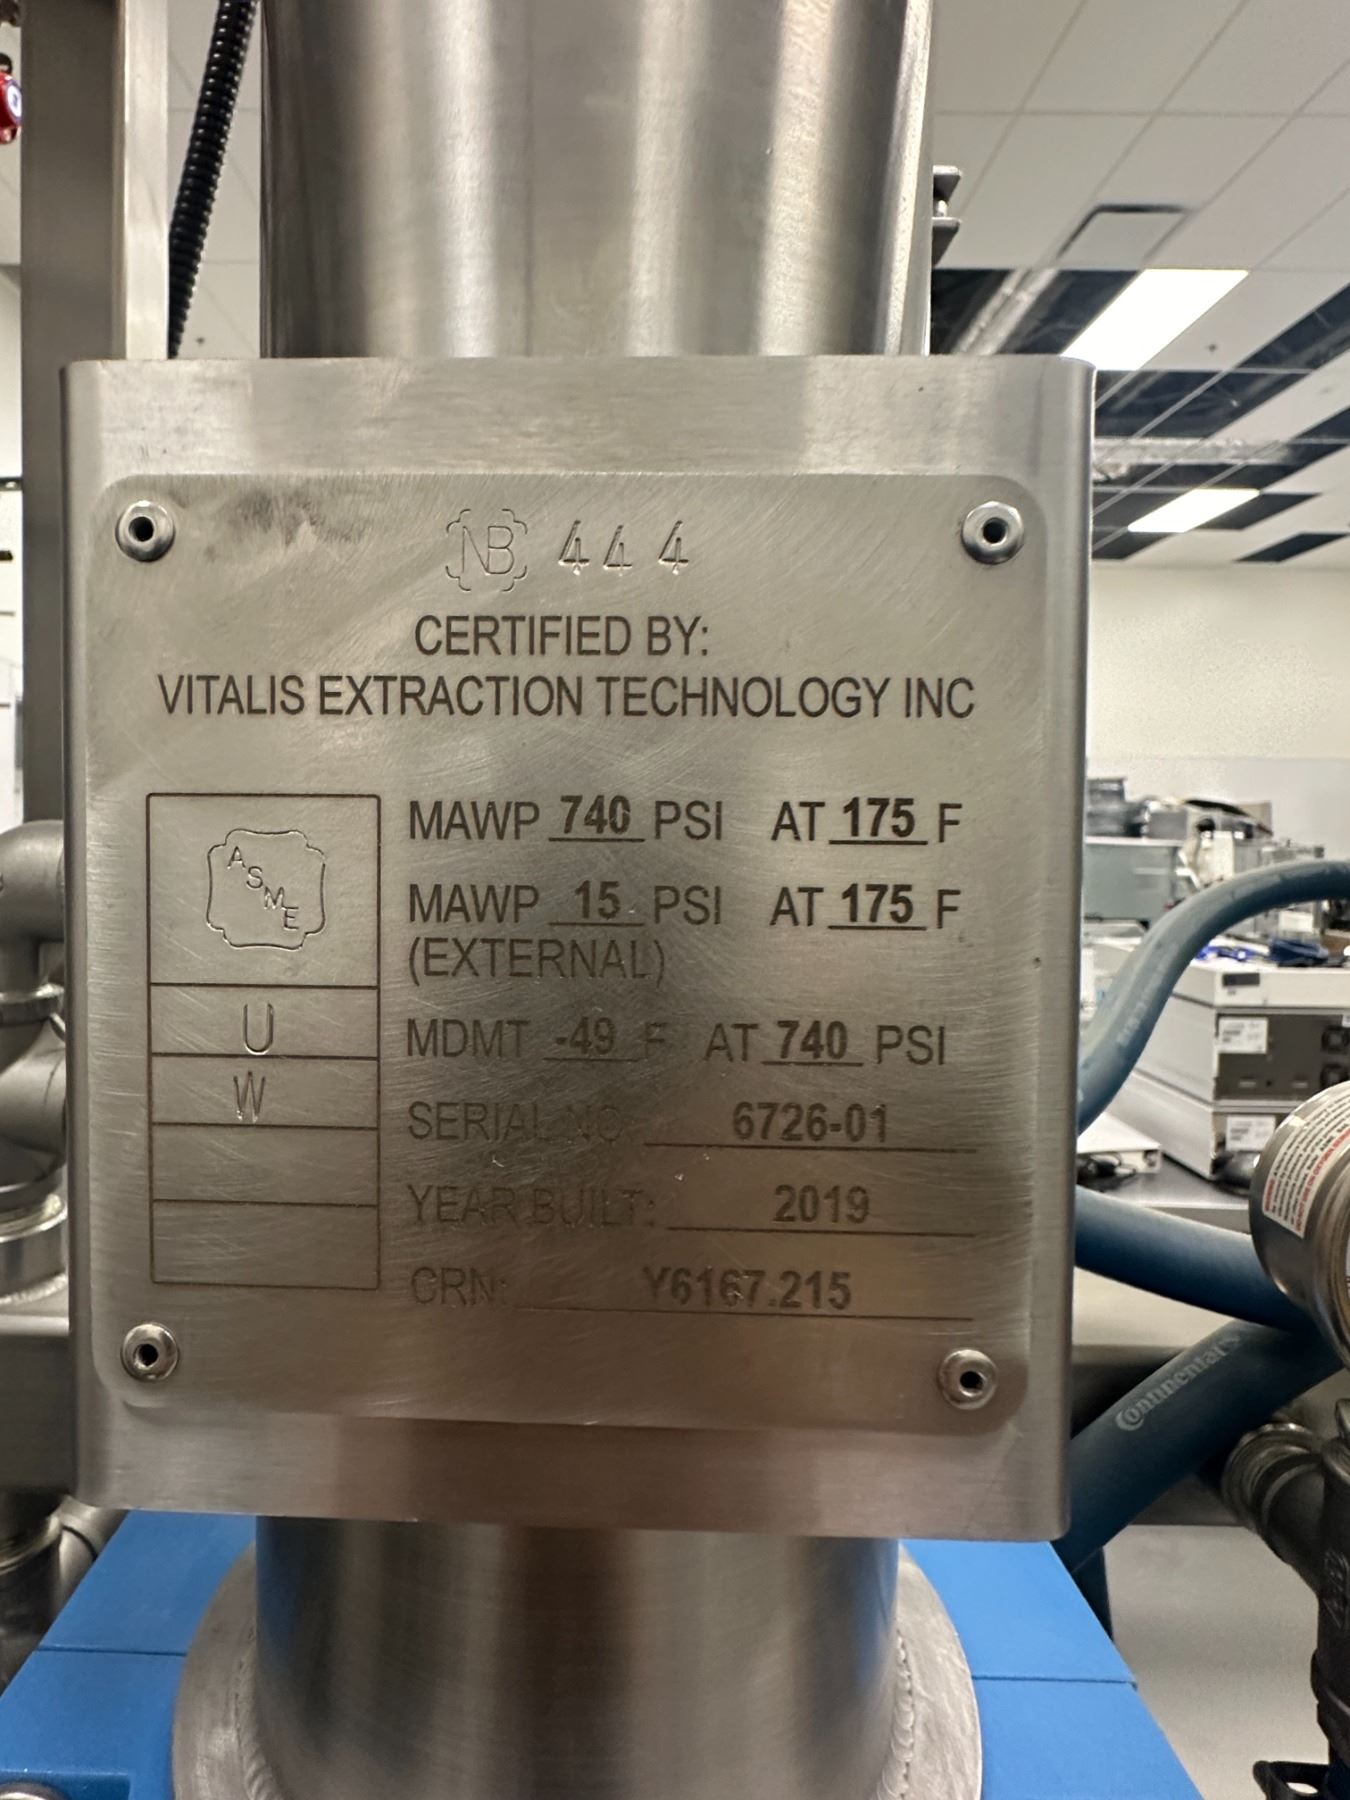 NB 444
CERTIFIED BY:
VITALIS EXTRACTION TECHNOLOGY INC
ASME
U
W
MAWP 740 PSI AT 175 F
MAWP 15 PSI AT 175 F
(EXTERNAL)
MDMT -49 F AT 740 PSI
SERIAL NO. 6726-01
YEAR BUILT: 2019
CRN: Y6167.215
Continental